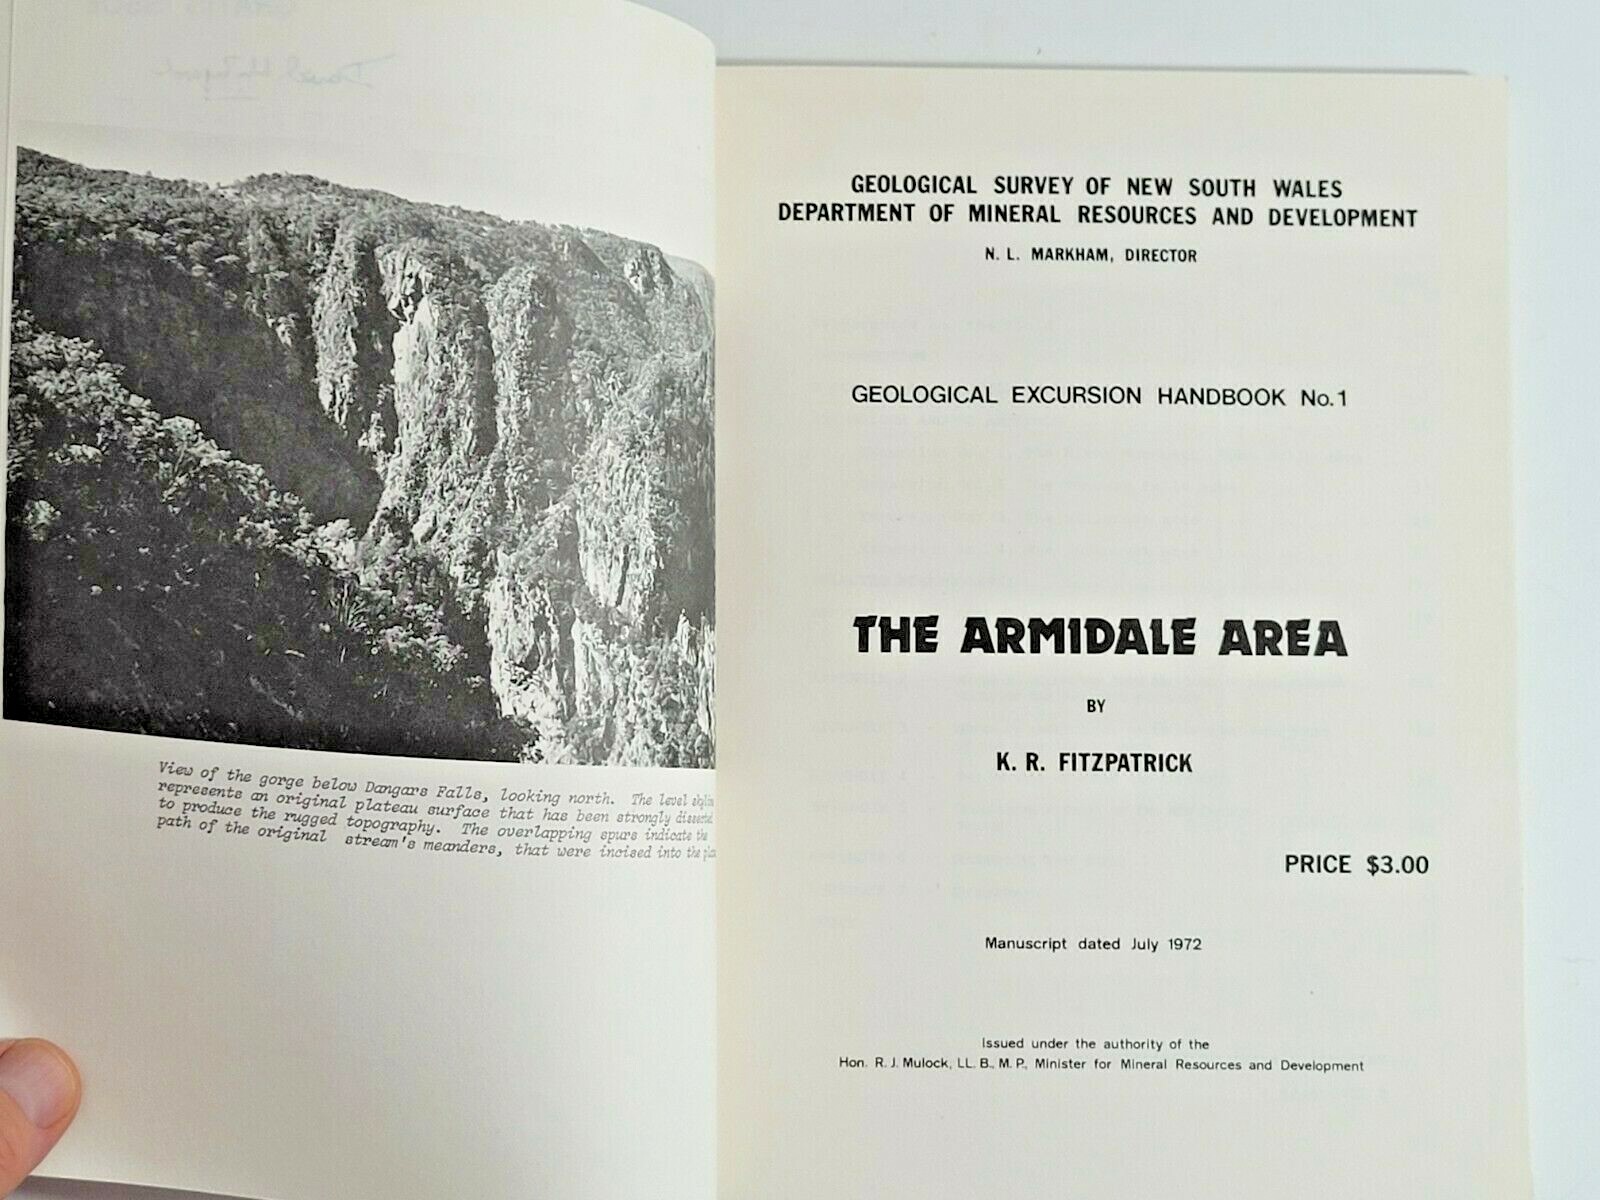 View of the gorge below Dangars Falls, looking north. The level
represents an original plateau surface that has been strongly dissected
to produce the rugged topography. The overlapping spurs indicate the
path of the original stream's meanders, that were incised into the
GEOLOGICAL SURVEY OF NEW SOUTH WALES
DEPARTMENT OF MINERAL RESOURCES AND DEVELOPMENT
N. L. MARKHAM, DIRECTOR
GEOLOGICAL EXCURSION HANDBOOK No.1
THE ARMIDALE AREA
BY
K. R. FITZPATRICK
PRICE $3.00
Manuscript dated July 1972
Issued under the authority of the
Hon. R. J. Mulock, LL. B., M. P., Minister for Mineral Resources and Development